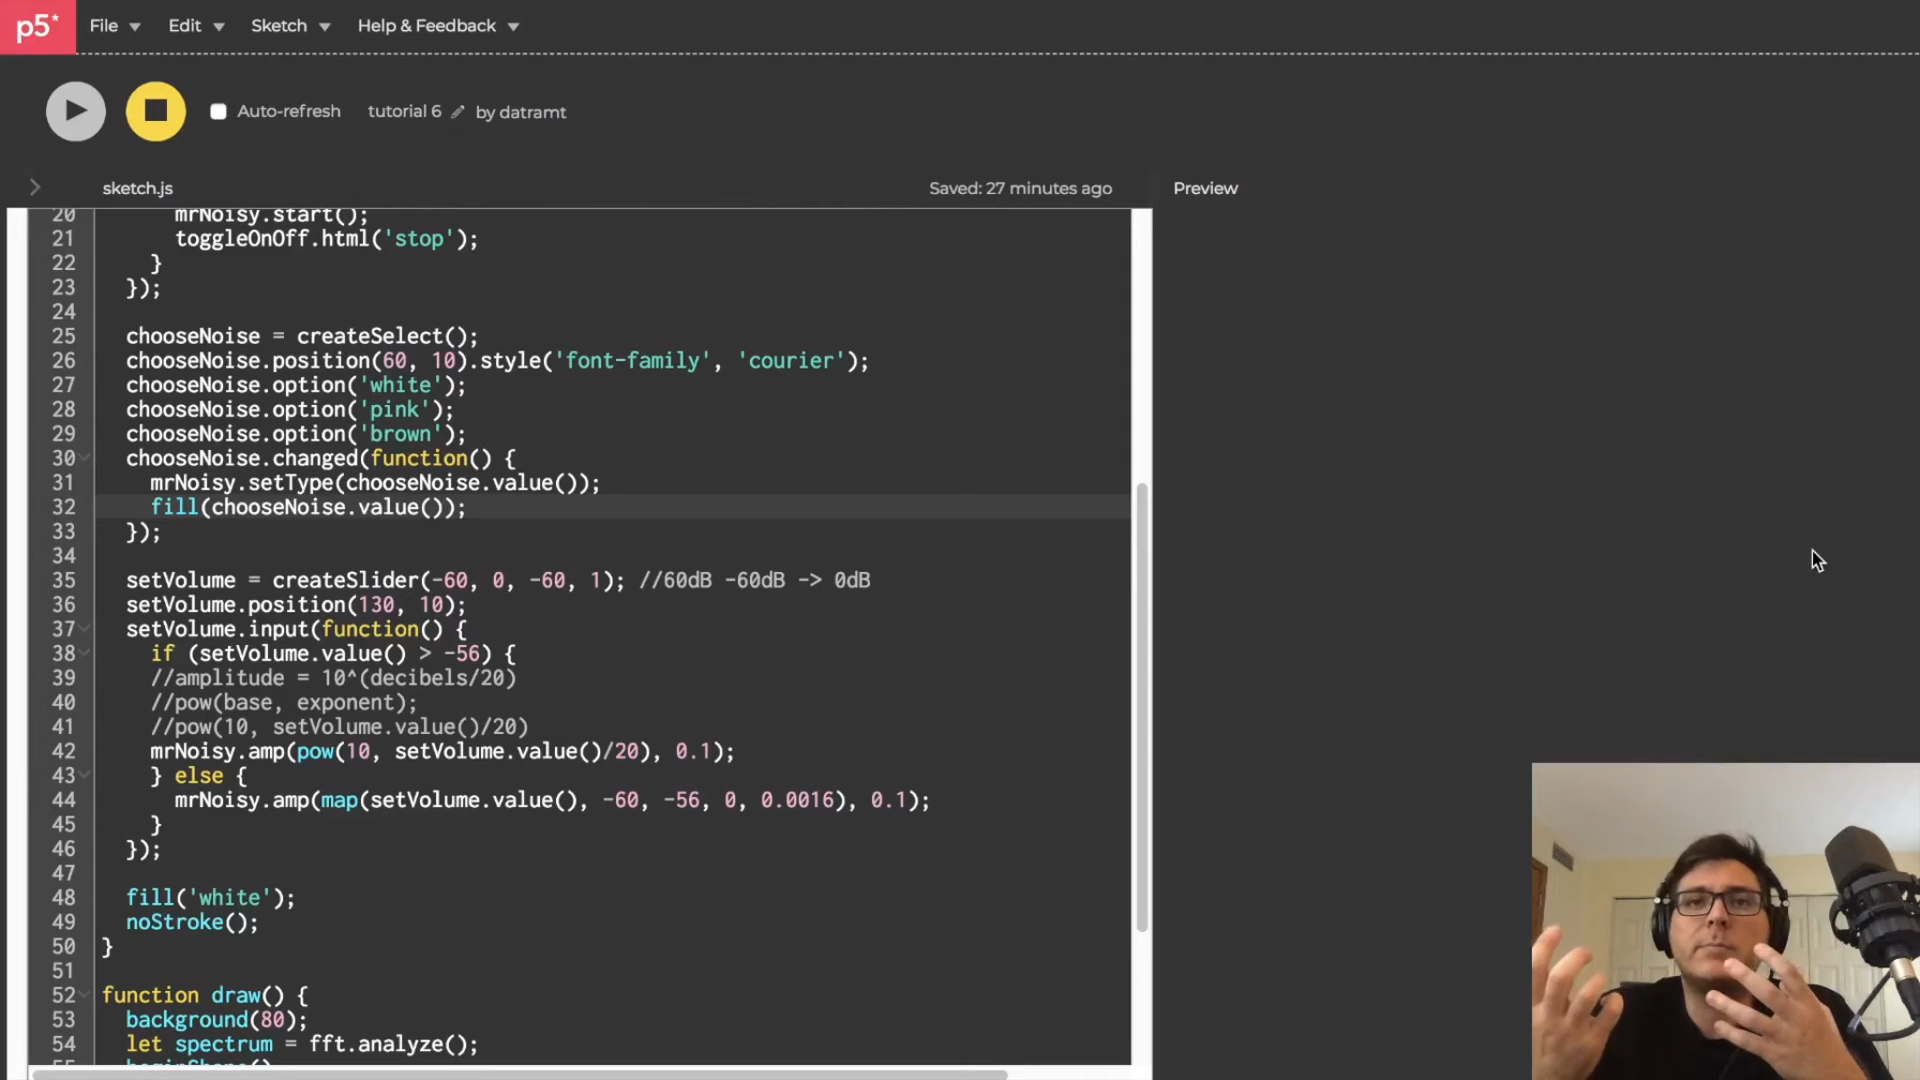 p5* File Edit Sketch Help & Feedback
Auto-refresh tutorial 6 by datramt
sketch.js Saved: 27 minutes ago Preview
20 mrNoisy.start();
21 toggleOnOff.html('stop');
22 }
23 });
24
25 chooseNoise = createSelect();
26 chooseNoise.position(60, 10).style('font-family', 'courier');
27 chooseNoise.option('white');
28 chooseNoise.option('pink');
29 chooseNoise.option('brown');
30 chooseNoise.changed(function() {
31 mrNoisy.setType(chooseNoise.value());
32 fill(chooseNoise.value());
33 });
34
35 setVolume = createSlider(-60, 0, -60, 1); //60dB -60dB -> 0dB
36 setVolume.position(130, 10);
37 setVolume.input(function() {
38 if (setVolume.value() > -56) {
39 //amplitude = 10^(decibels/20)
40 //pow(base, exponent);
41 //pow(10, setVolume.value()/20)
42 mrNoisy.amp(pow(10, setVolume.value()/20), 0.1);
43 } else {
44 mrNoisy.amp(map(setVolume.value(), -60, -56, 0, 0.0016), 0.1);
45 }
46 });
47
48 fill('white');
49 noStroke();
50 }
51
52 function draw() {
53 background(80);
54 let spectrum = fft.analyze();